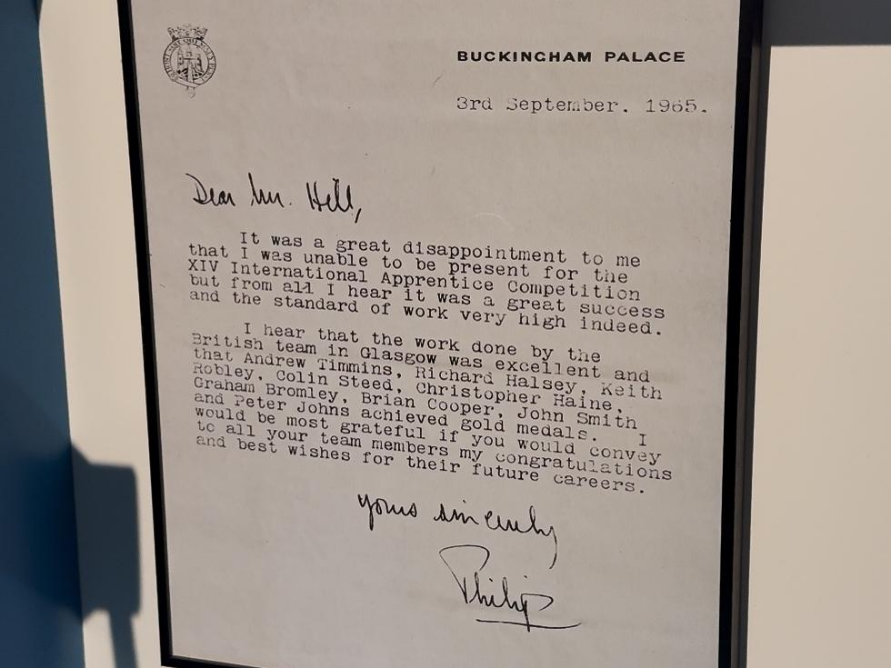 BUCKINGHAM PALACE
3rd September. 1965.
Dear Mr. Hill,
It was a great disappointment to me
that I was unable to be present for the
XIV International Apprentice Competition
but from all I hear it was a great success
and the standard of work very high indeed.
I hear that the work done by the
British team in Glasgow was excellent and
that Andrew Timmins, Richard Halsey, Keith
Robley, Colin Steed, Christopher Haine,
Graham Bromley, Brian Cooper, John Smith
and Peter Johns achieved gold medals. I
would be most grateful if you would convey
to all your team members my congratulations
and best wishes for their future careers.
Yours sincerely
Philip